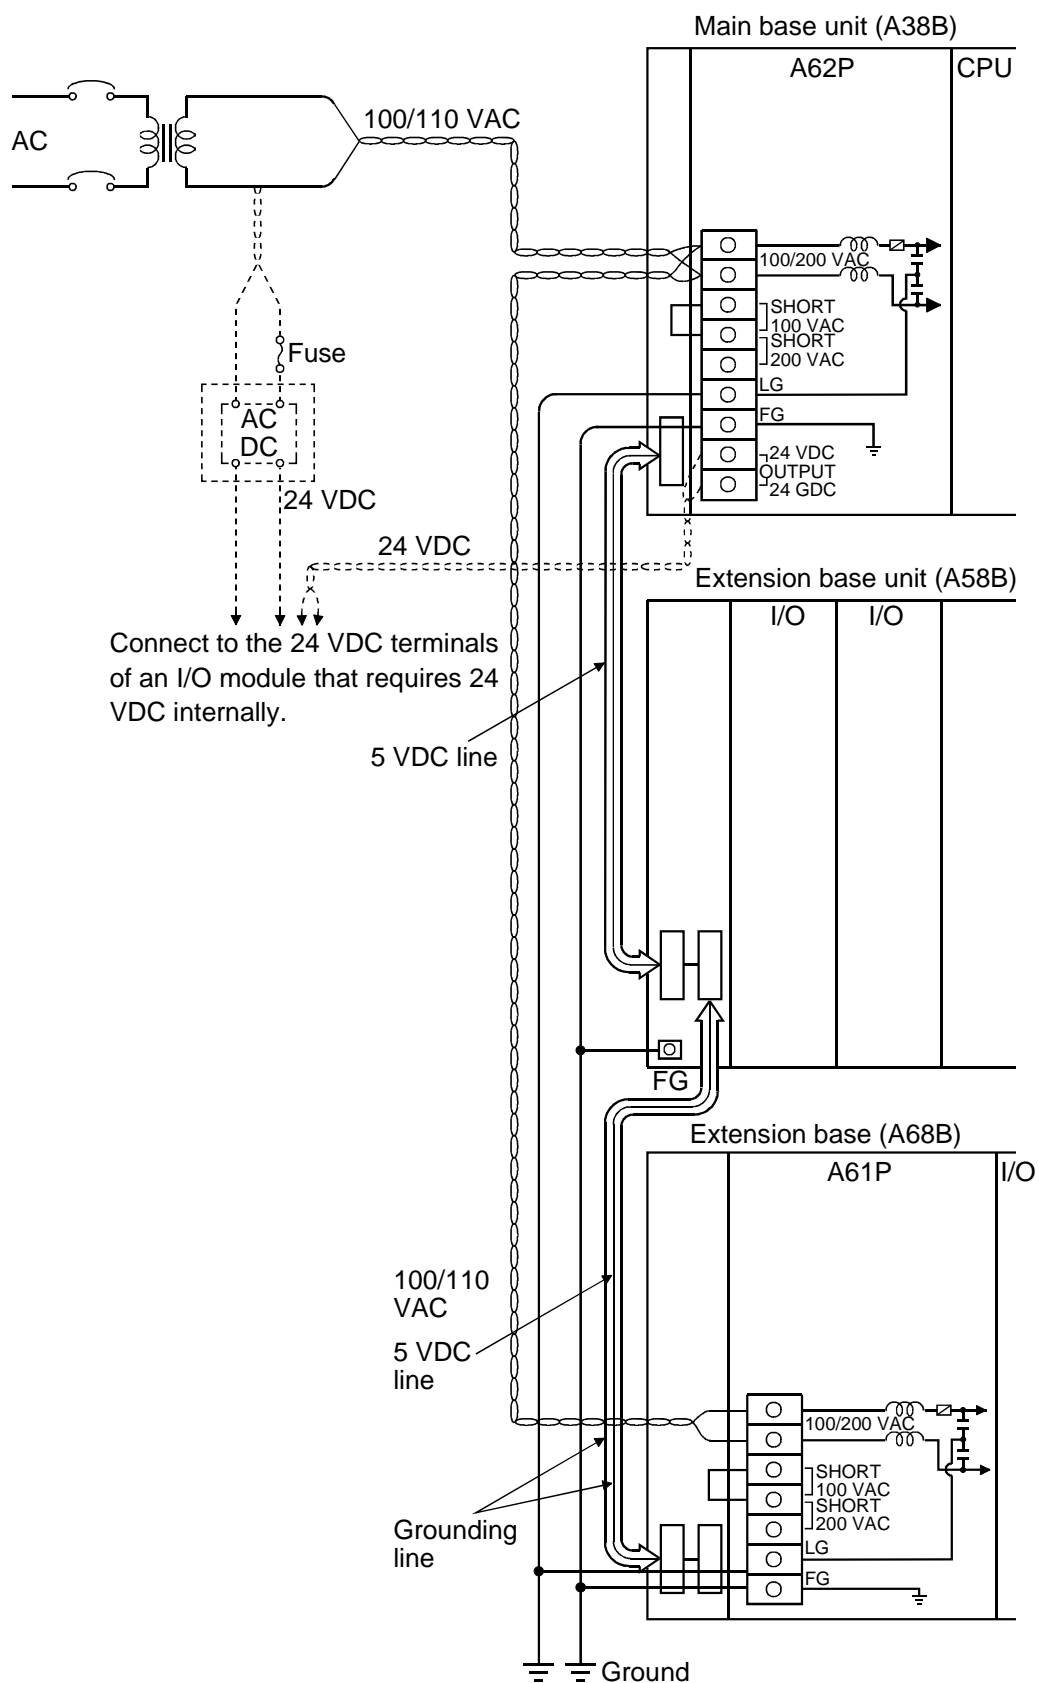 Main base unit (A38B)
A62P
CPU
AC
100/110 VAC
100/200 VAC
SHORT
100 VAC
SHORT
200 VAC
LG
FG
24 VDC
OUTPUT
24 GDC
Fuse
AC
DC
24 VDC
24 VDC
Connect to the 24 VDC terminals
of an I/O module that requires 24
VDC internally.
5 VDC line
Extension base unit (A58B)
I/O
I/O
FG
Extension base (A68B)
A61P
I/O
100/110
VAC
5 VDC
line
100/200 VAC
SHORT
100 VAC
SHORT
200 VAC
LG
FG
Grounding
line
Ground